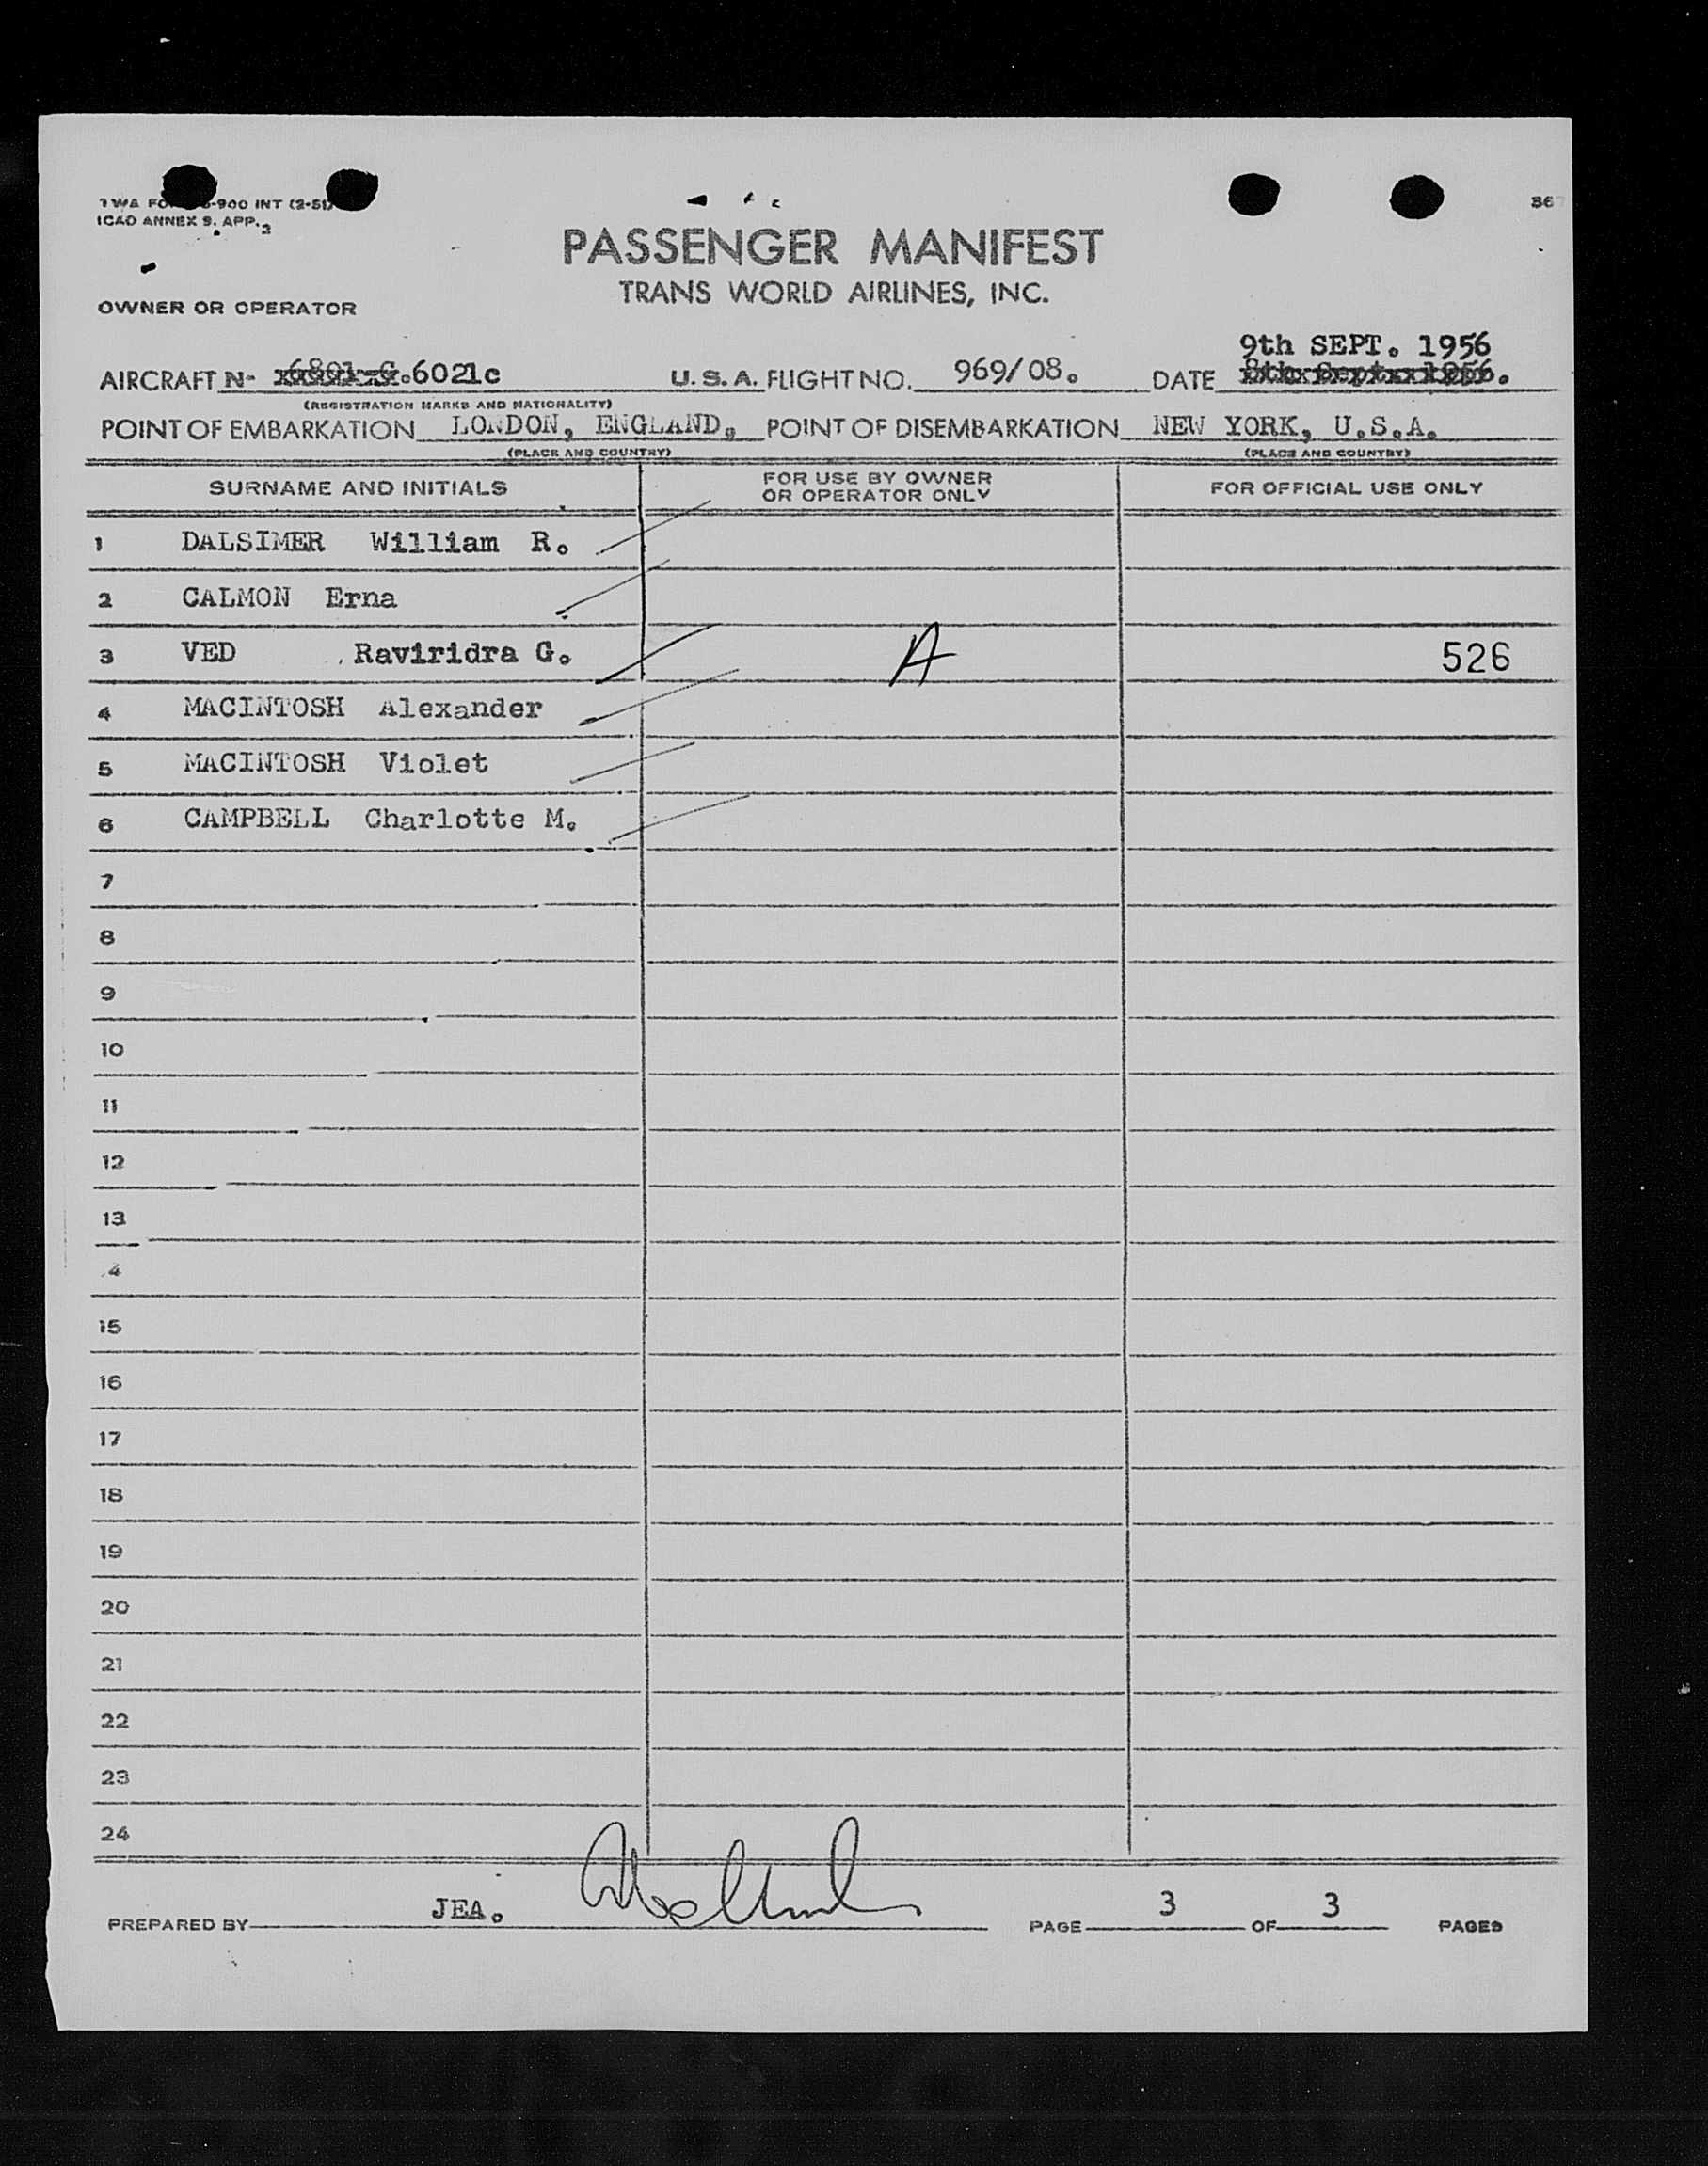 TWA FO -900 INT (2-51)
ICAO ANNEX 9, APP. 2
86
PASSENGER MANIFEST
TRANS WORLD AIRLINES, INC.
OWNER OR OPERATOR
9th SEPT. 1956
AIRCRAFT N- 6021c U.S.A. FLIGHT NO. 969/08. DATE 8th Sept. 1956.
(REGISTRATION MARKS AND NATIONALITY)
POINT OF EMBARKATION LONDON, ENGLAND. POINT OF DISEMBARKATION NEW YORK, U.S.A.
(PLACE AND COUNTRY) (PLACE AND COUNTRY)
SURNAME AND INITIALS FOR USE BY OWNER OR OPERATOR ONLY FOR OFFICIAL USE ONLY
1 DALSIMER William R.
2 CALMON Erna
3 VED Raviridra G. A 526
4 MACINTOSH Alexander
5 MACINTOSH Violet
6 CAMPBELL Charlotte M.
7
8
9
10
11
12
13
4
15
16
17
18
19
20
21
22
23
24
PREPARED BY JEA. PAGE 3 OF 3 PAGES